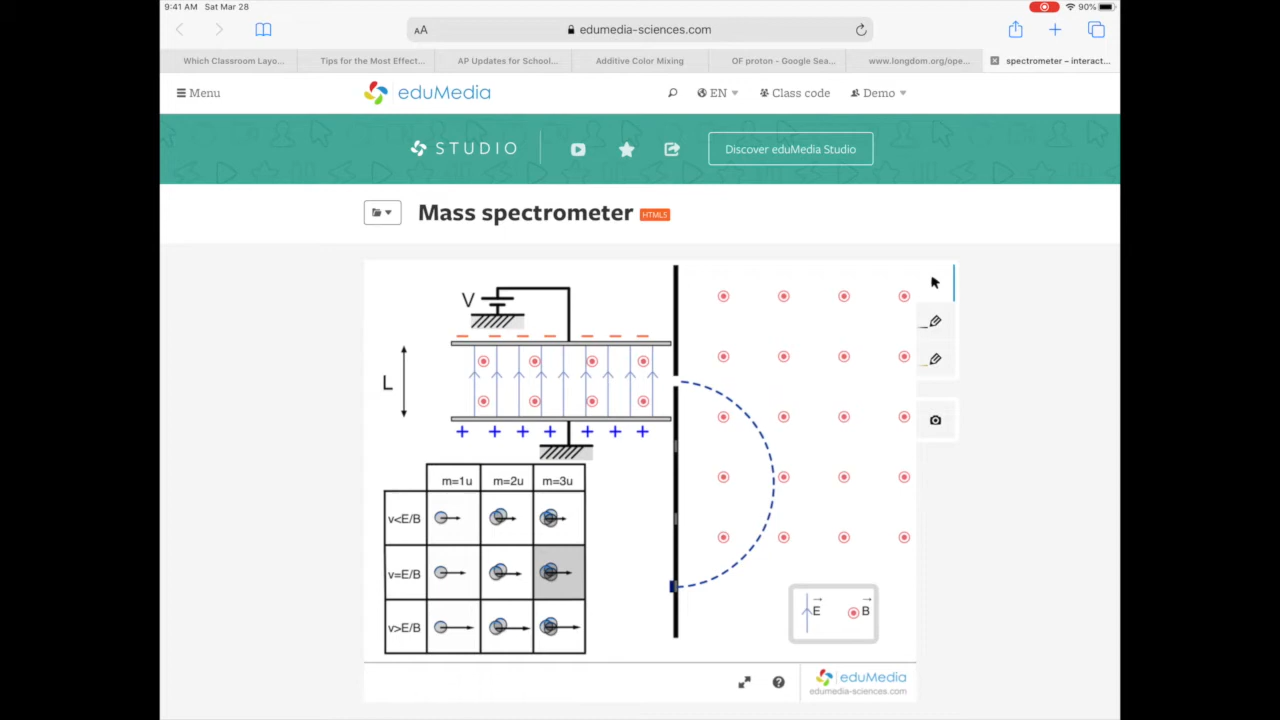 9:41 AM Sat Mar 28
90%
AA
edumedia-sciences.com
Which Classroom Layo...
Tips for the Most Effect...
AP Updates for School...
Additive Color Mixing
OF proton - Google Sea...
www.longdom.org/ope...
spectrometer – interact...
Menu
eduMedia
EN
Class code
Demo
STUDIO
Discover eduMedia Studio
Mass spectrometer HTML5
V
L
m=1u m=2u m=3u
v<E/B
v=E/B
v>E/B
E B
eduMedia
edumedia-sciences.com